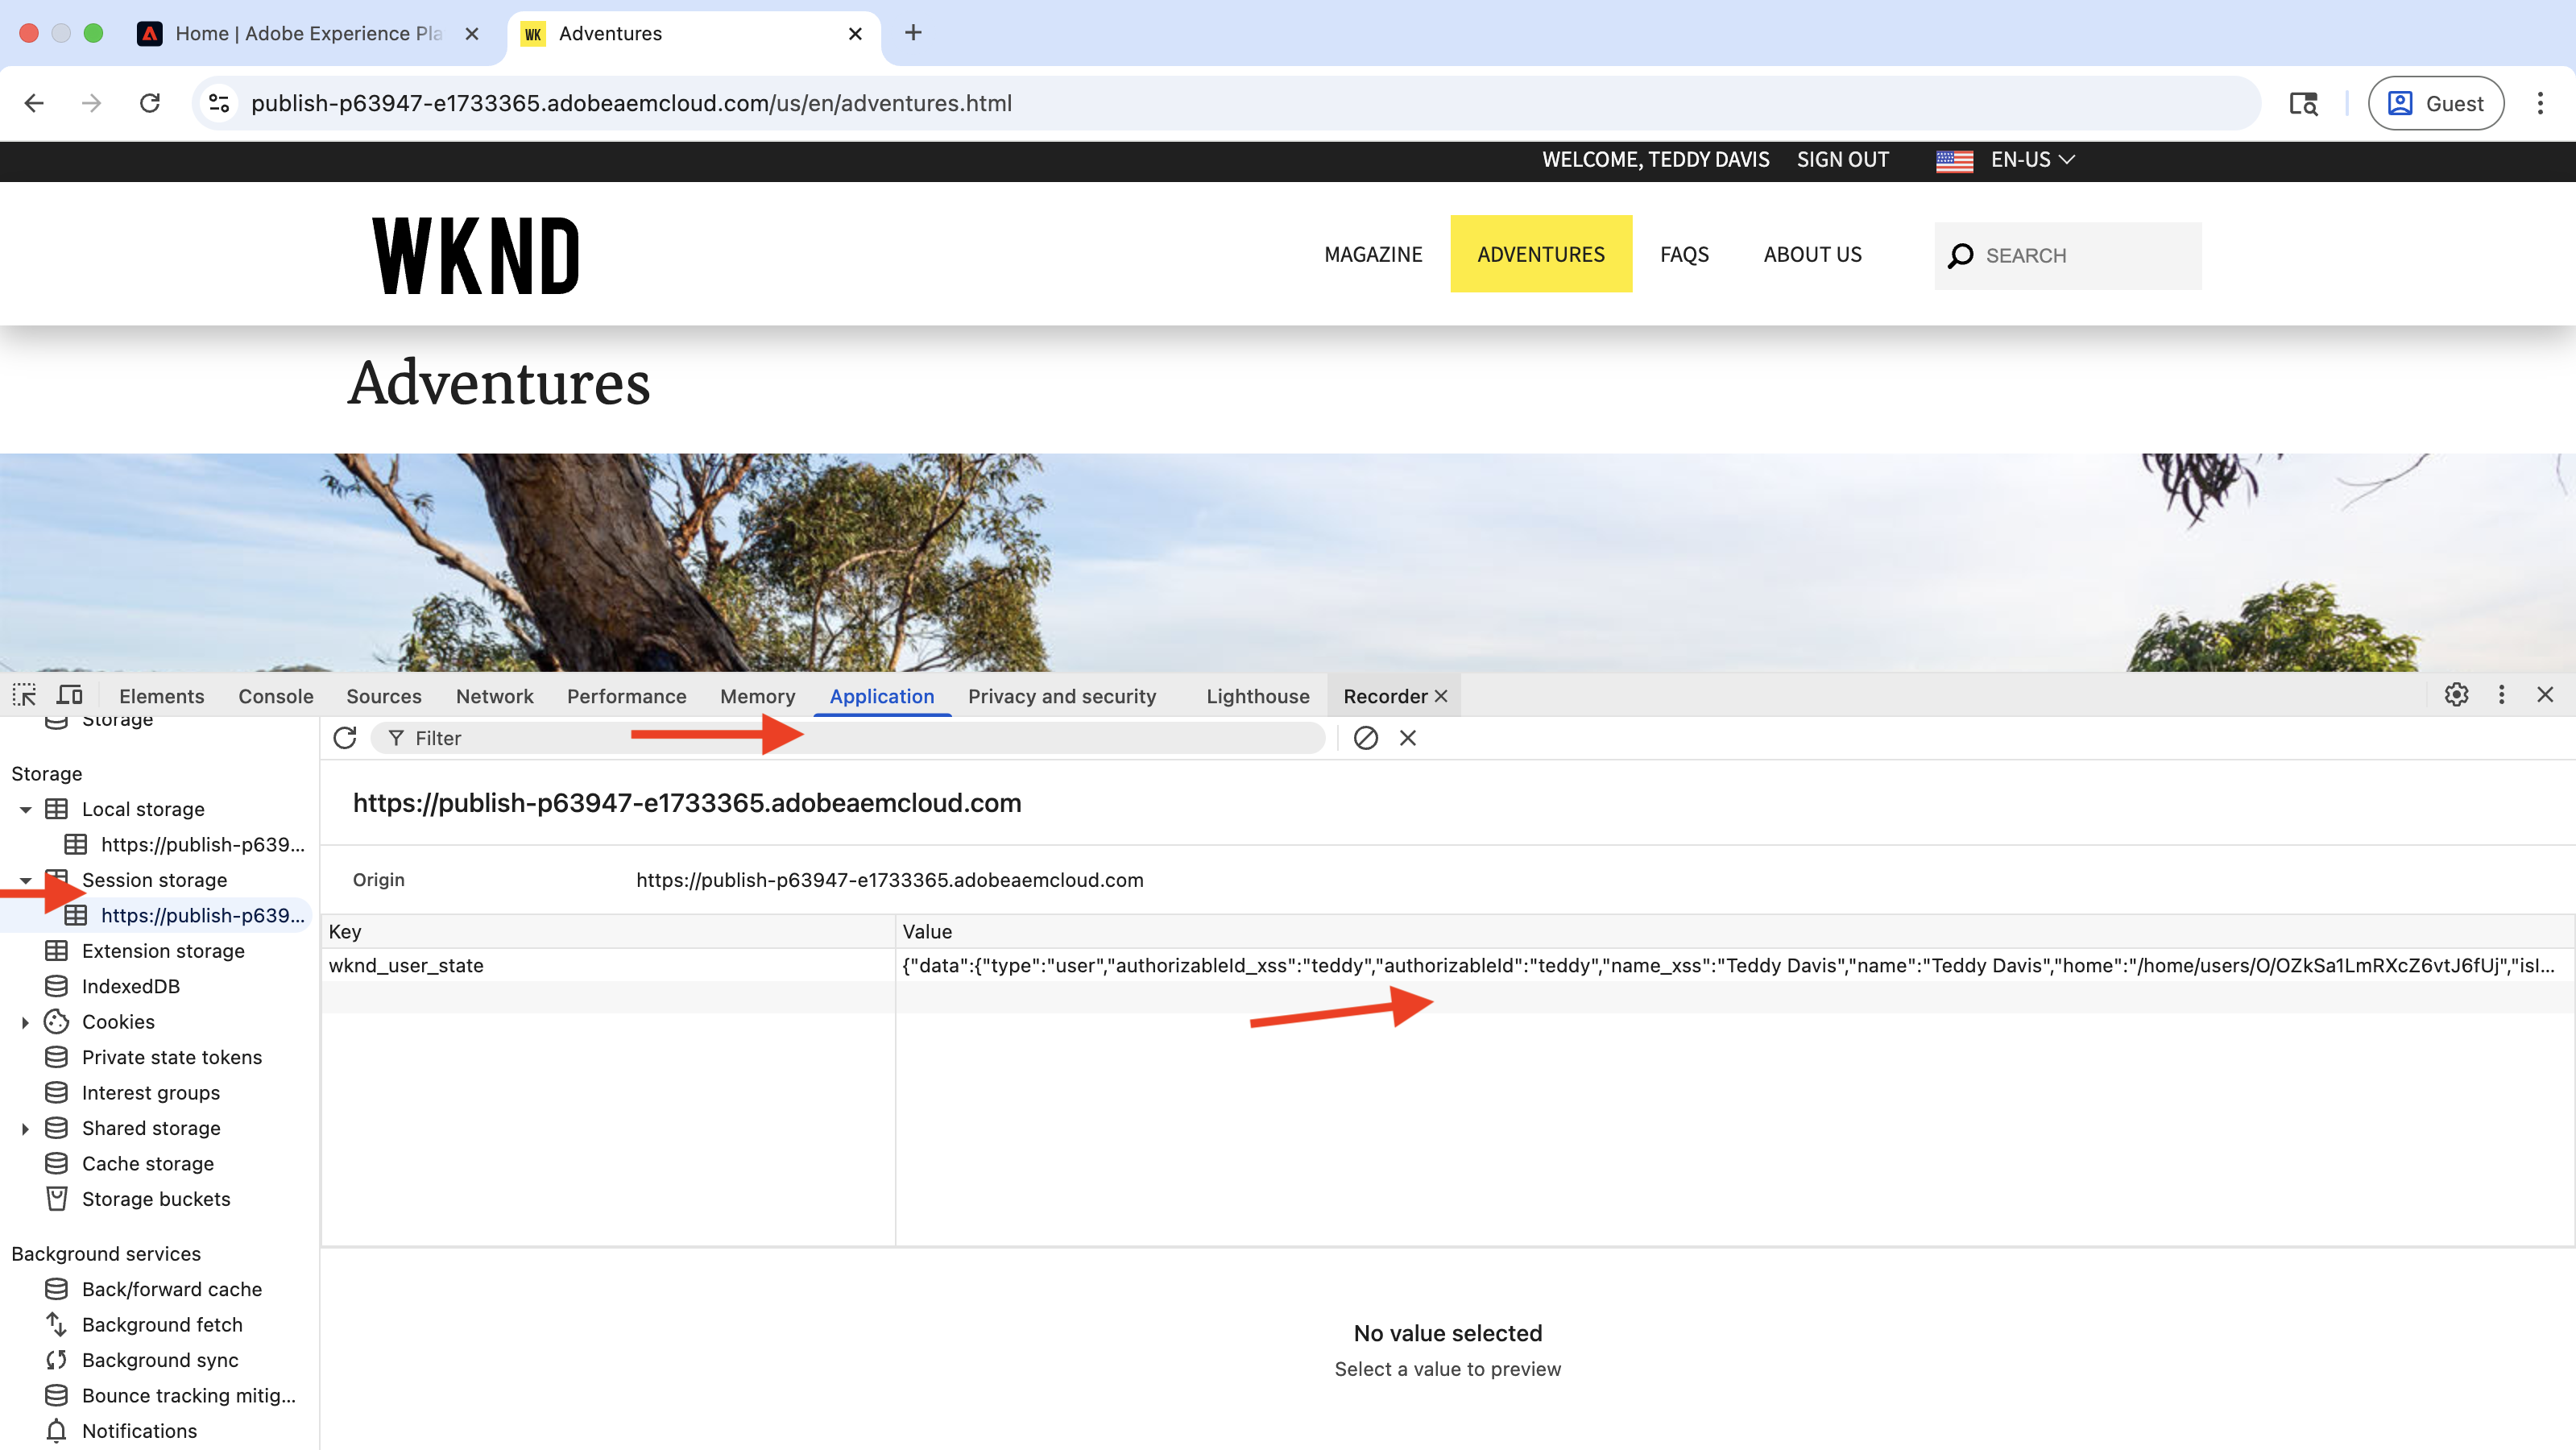 Home | Adobe Experience Pla
WK Adventures
publish-p63947-e1733365.adobeaemcloud.com/us/en/adventures.html
Guest
WELCOME, TEDDY DAVIS SIGN OUT EN-US
WKND
MAGAZINE ADVENTURES FAQS ABOUT US SEARCH
Adventures
Elements Console Sources Network Performance Memory Application Privacy and security Lighthouse Recorder
Storage
Filter
Storage
Local storage
https://publish-p639...
Session storage
https://publish-p639...
Extension storage
IndexedDB
Cookies
Private state tokens
Interest groups
Shared storage
Cache storage
Storage buckets
Background services
Back/forward cache
Background fetch
Background sync
Bounce tracking mitig...
Notifications
https://publish-p63947-e1733365.adobeaemcloud.com
Origin https://publish-p63947-e1733365.adobeaemcloud.com
Key Value
wknd_user_state {"data":{"type":"user","authorizableId_xss":"teddy","authorizableId":"teddy","name_xss":"Teddy Davis","name":"Teddy Davis","home":"/home/users/O/OZkSa1LmRXcZ6vtJ6fUj","isI...
No value selected
Select a value to preview